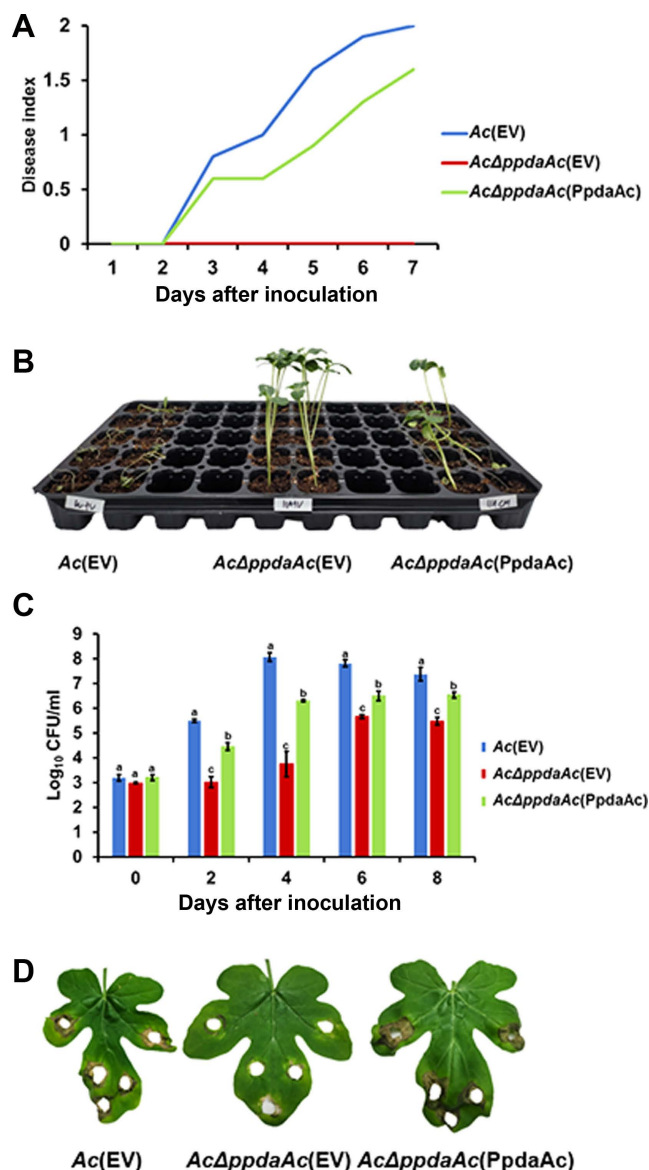 A
2
1.5
1
0.5
0
Disease index
1 2 3 4 5 6 7
Days after inoculation
Ac(EV)
AcΔppdaAc(EV)
AcΔppdaAc(PpdaAc)
B
Ac(EV) AcΔppdaAc(EV) AcΔppdaAc(PpdaAc)
C
9
8
7
6
5
4
3
2
1
0
Log10 CFU/ml
a a a a c b a c b a c b a c b
0 2 4 6 8
Days after inoculation
Ac(EV)
AcΔppdaAc(EV)
AcΔppdaAc(PpdaAc)
D
Ac(EV) AcΔppdaAc(EV) AcΔppdaAc(PpdaAc)